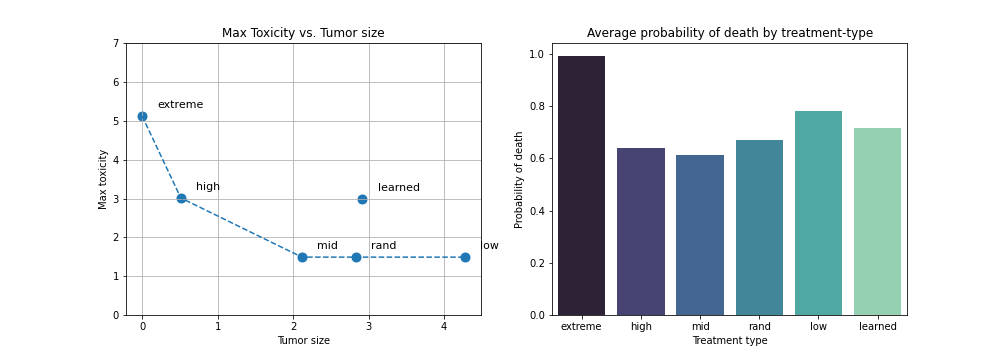 Max Toxicity vs. Tumor size
Max toxicity
7
6
5
4
3
2
1
0
extreme
high
learned
mid
rand
low
0
1
2
3
4
Tumor size
Average probability of death by treatment-type
Probability of death
1.0
0.8
0.6
0.4
0.2
0.0
extreme
high
mid
rand
low
learned
Treatment type